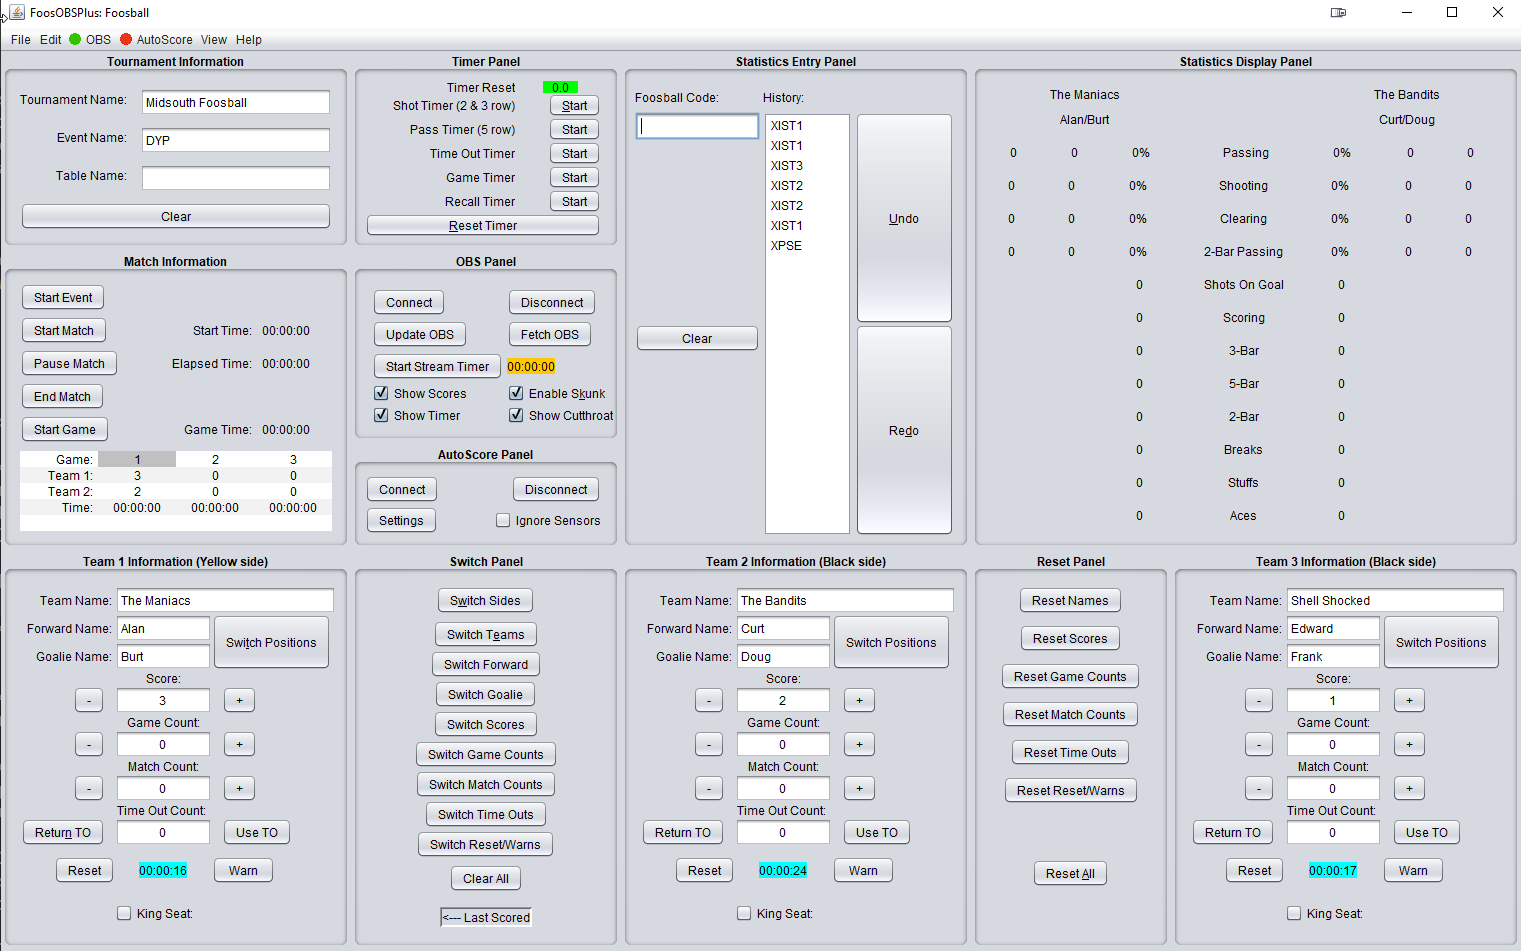 FoosOBSPlus: Foosball
File Edit OBS AutoScore View Help
Tournament Information
Tournament Name: Midsouth Foosball
Event Name: DYP
Table Name:
Clear
Timer Panel
Timer Reset 0.0
Shot Timer (2 & 3 row) Start
Pass Timer (5 row) Start
Time Out Timer Start
Game Timer Start
Recall Timer Start
Reset Timer
Statistics Entry Panel
Foosball Code: History:
XIST1
XIST1
XIST3
XIST2
XIST2
XIST1
XPSE
Clear
Undo
Redo
Statistics Display Panel
The Maniacs The Bandits
Alan/Burt Curt/Doug
0 0 0% Passing 0% 0 0
0 0 0% Shooting 0% 0 0
0 0 0% Clearing 0% 0 0
0 0 0% 2-Bar Passing 0% 0 0
0 Shots On Goal 0
0 Scoring 0
0 3-Bar 0
0 5-Bar 0
0 2-Bar 0
0 Breaks 0
0 Stuffs 0
0 Aces 0
Match Information
Start Event
Start Match Start Time: 00:00:00
Pause Match Elapsed Time: 00:00:00
End Match
Start Game Game Time: 00:00:00
Game: 1 2 3
Team 1: 3 0 0
Team 2: 2 0 0
Time: 00:00:00 00:00:00 00:00:00
OBS Panel
Connect Disconnect
Update OBS Fetch OBS
Start Stream Timer 00:00:00
Show Scores Enable Skunk
Show Timer Show Cutthroat
AutoScore Panel
Connect Disconnect
Settings Ignore Sensors
Team 1 Information (Yellow side)
Team Name: The Maniacs
Forward Name: Alan
Goalie Name: Burt
Switch Positions
Score:
- 3 +
Game Count:
- 0 +
Match Count:
- 0 +
Time Out Count:
Return TO 0 Use TO
Reset 00:00:16 Warn
King Seat:
Switch Panel
Switch Sides
Switch Teams
Switch Forward
Switch Goalie
Switch Scores
Switch Game Counts
Switch Match Counts
Switch Time Outs
Switch Reset/Warns
Clear All
<--- Last Scored
Team 2 Information (Black side)
Team Name: The Bandits
Forward Name: Curt
Goalie Name: Doug
Switch Positions
Score:
- 2 +
Game Count:
- 0 +
Match Count:
- 0 +
Time Out Count:
Return TO 0 Use TO
Reset 00:00:24 Warn
King Seat:
Reset Panel
Reset Names
Reset Scores
Reset Game Counts
Reset Match Counts
Reset Time Outs
Reset Reset/Warns
Reset All
Team 3 Information (Black side)
Team Name: Shell Shocked
Forward Name: Edward
Goalie Name: Frank
Switch Positions
Score:
- 1 +
Game Count:
- 0 +
Match Count:
- 0 +
Time Out Count:
Return TO 0 Use TO
Reset 00:00:17 Warn
King Seat: